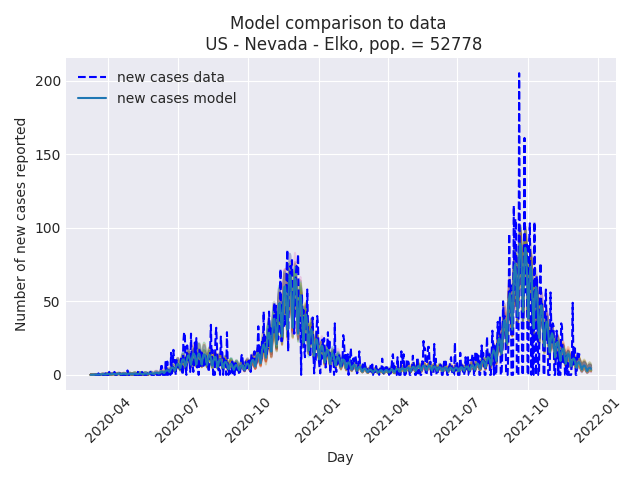 Model comparison to data
US - Nevada - Elko, pop. = 52778
new cases data
new cases model
Number of new cases reported
200
150
100
50
0
2020-04
2020-07
2020-10
2021-01
2021-04
2021-07
2021-10
2022-01
Day